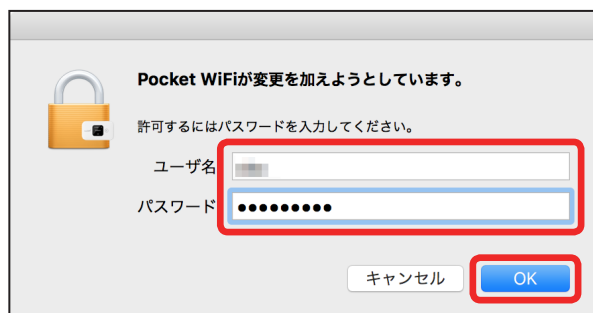 Pocket WiFiが変更を加えようとしています。
許可するにはパスワードを入力してください。
ユーザ名
パスワード ●●●●●●●●●
キャンセル OK